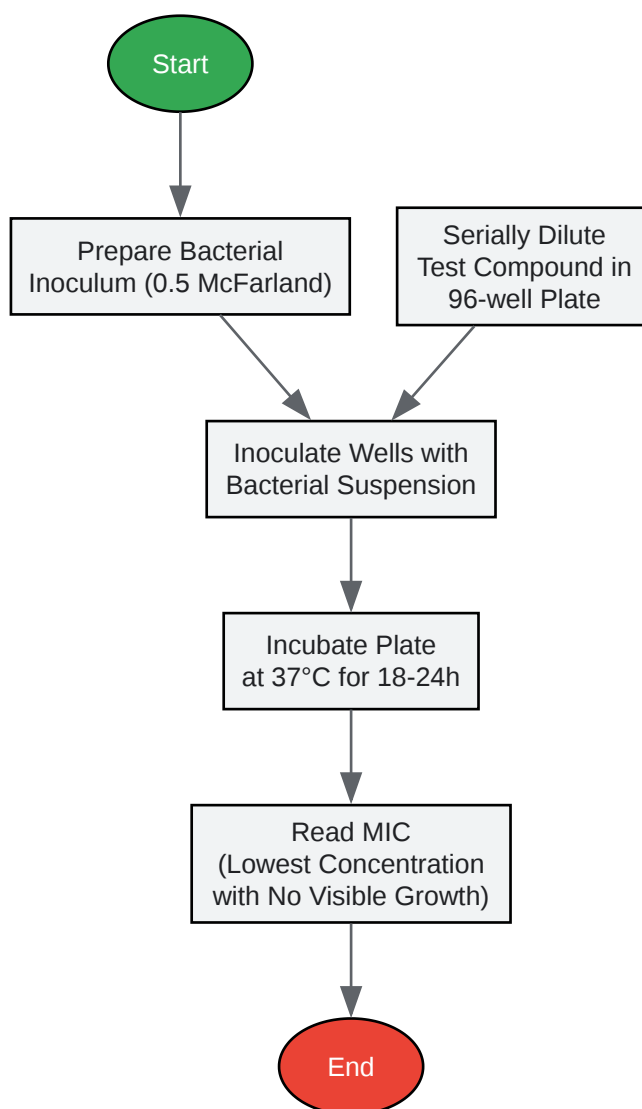 Start
Prepare Bacterial
Inoculum (0.5 McFarland)
Serially Dilute
Test Compound in
96-well Plate
Inoculate Wells with
Bacterial Suspension
Incubate Plate
at 37°C for 18-24h
Read MIC
(Lowest Concentration
with No Visible Growth)
End